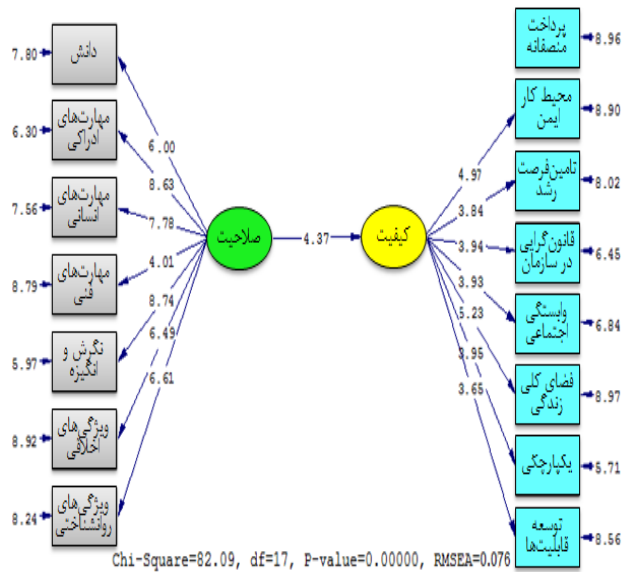 7.80
دانش
6.30
مهارت‌های
ادراکی
7.56
مهارت‌های
انسانی
8.79
مهارت‌های
فنی
5.97
نگرش و
انگیزه
8.92
ویژگی‌های
اخلاقی
8.24
ویژگی‌های
روانشناختی
6.00
8.63
7.78
4.01
8.74
6.49
6.61
صلاحیت
4.37
کیفیت
4.97
3.84
3.94
3.93
5.23
3.95
3.65
پرداخت
منصفانه
8.96
محیط کار
ایمن
8.90
تامین‌فرصت
رشد
8.02
قانون‌گرایی
در سازمان
6.45
وابستگی
اجتماعی
6.84
فضای کلی
زندگی
8.97
یکپارچگی
5.71
توسعه
قابلیت‌ها
8.56
Chi-Square=82.09, df=17, P-value=0.00000, RMSEA=0.076